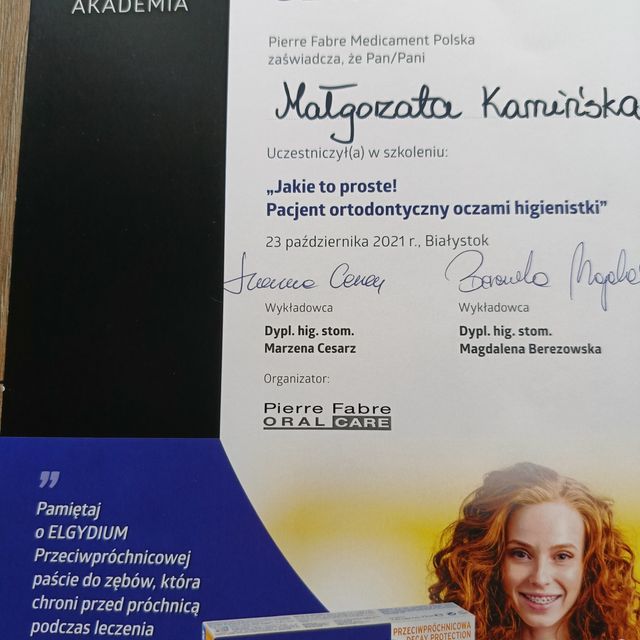 AKADEMIA
Pierre Fabre Medicament Polska
zaświadcza, że Pan/Pani
Małgorzata Kamińska
Uczestniczył(a) w szkoleniu:
„Jakie to proste!
Pacjent ortodontyczny oczami higienistki”
23 października 2021 r., Białystok
Wykładowca
Dypl. hig. stom.
Marzena Cesarz
Wykładowca
Dypl. hig. stom.
Magdalena Berezowska
Organizator:
Pierre Fabre
ORAL CARE
”
Pamiętaj
o ELGYDIUM
Przeciwpróchnicowej
paście do zębów, która
chroni przed próchnicą
podczas leczenia
PRZECIWPRÓCHNICOWA
DECAY PROTECTION